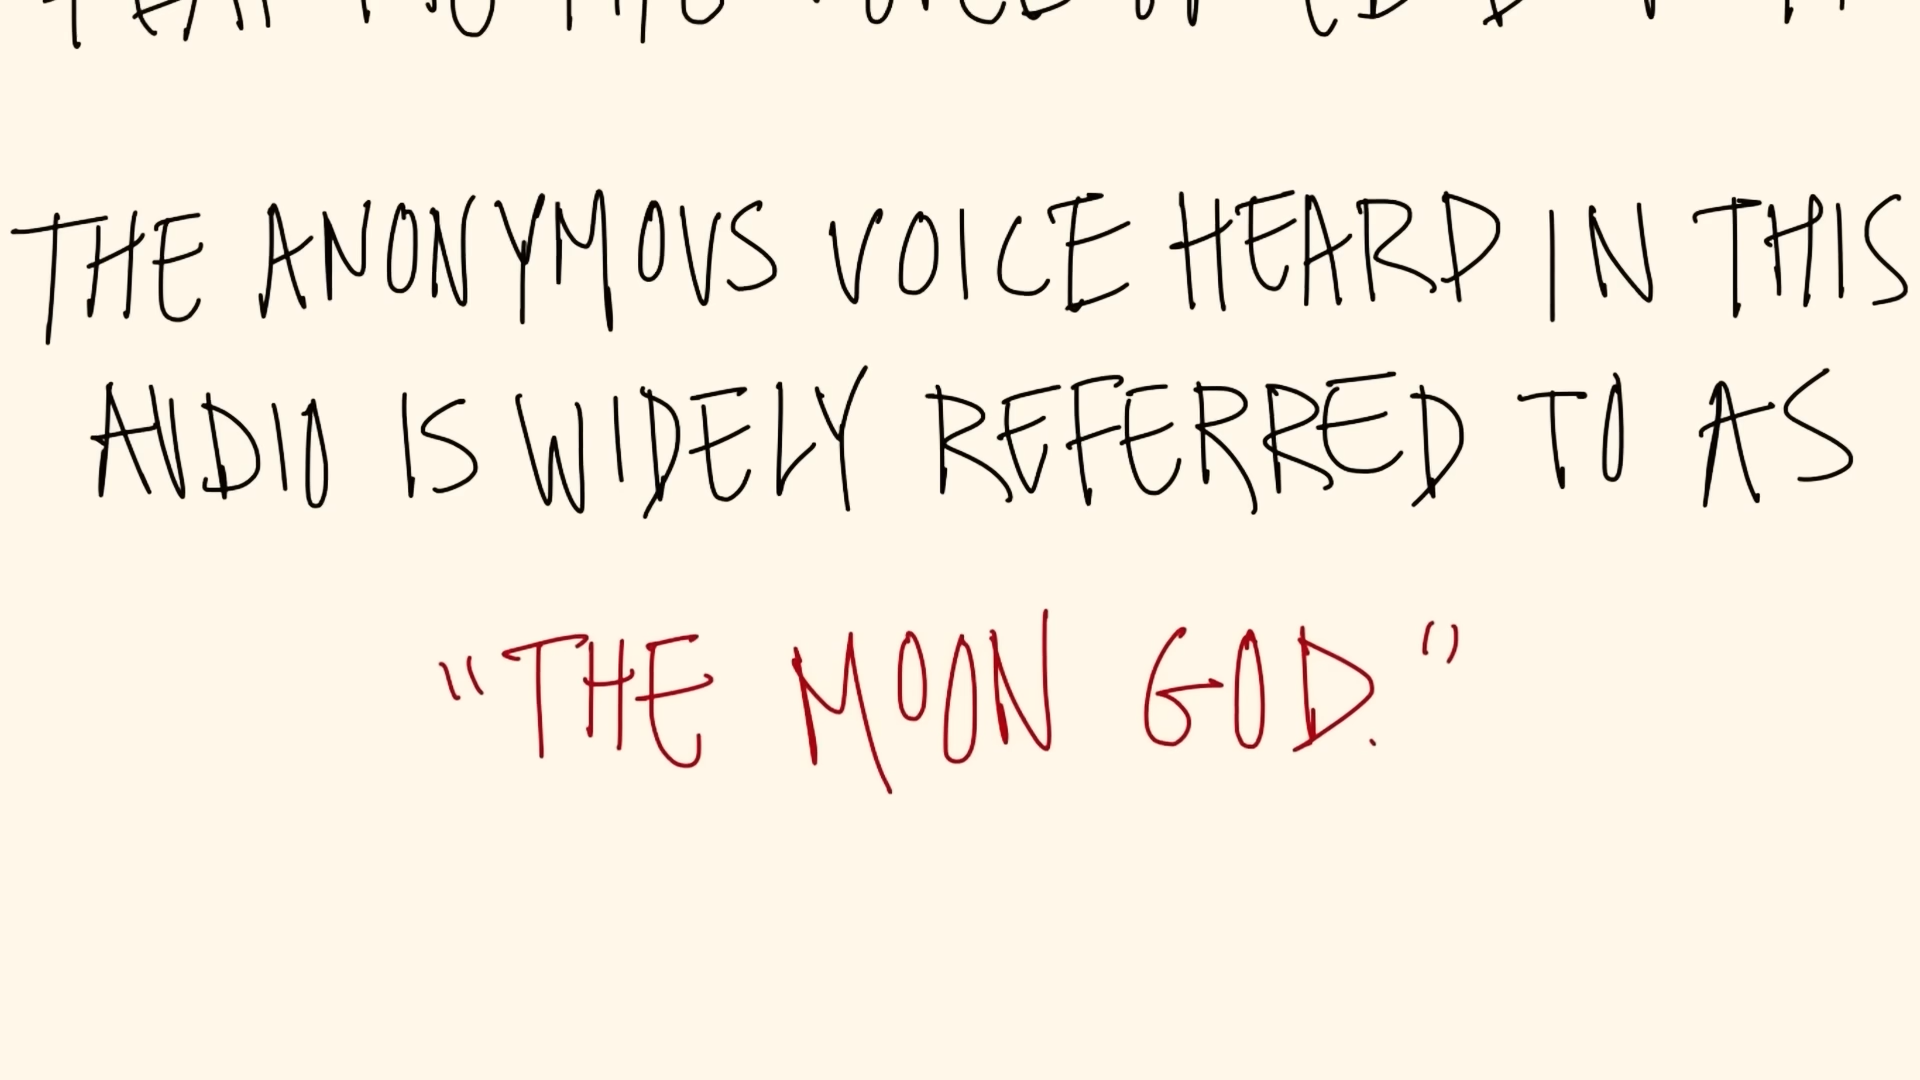 THE ANONYMOUS VOICE HEARD IN THIS
AUDIO IS WIDELY REFERRED TO AS
"THE MOON GOD."